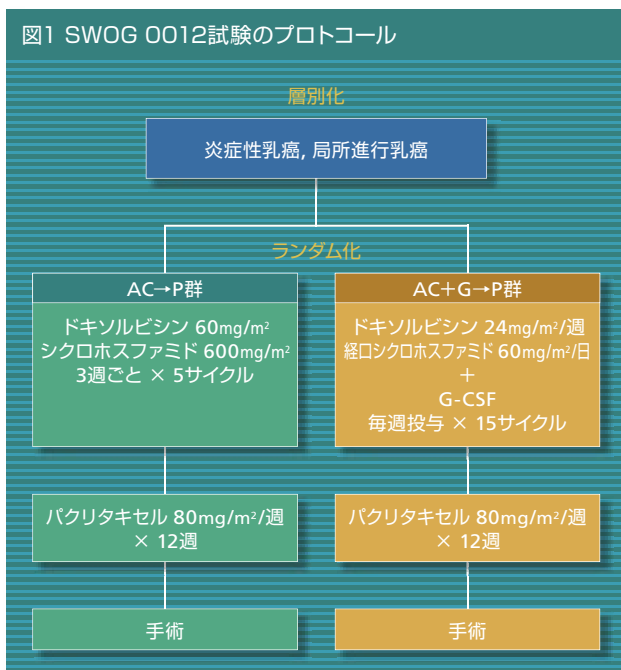 図1 SWOG 0012試験のプロトコール
層別化
炎症性乳癌, 局所進行乳癌
ランダム化
AC→P群
ドキソルビシン 60mg/m²
シクロホスファミド 600mg/m²
3週ごと × 5サイクル
AC+G→P群
ドキソルビシン 24mg/m²/週
経口シクロホスファミド 60mg/m²/日
+
G-CSF
毎週投与 × 15サイクル
パクリタキセル 80mg/m²/週
× 12週
パクリタキセル 80mg/m²/週
× 12週
手術
手術